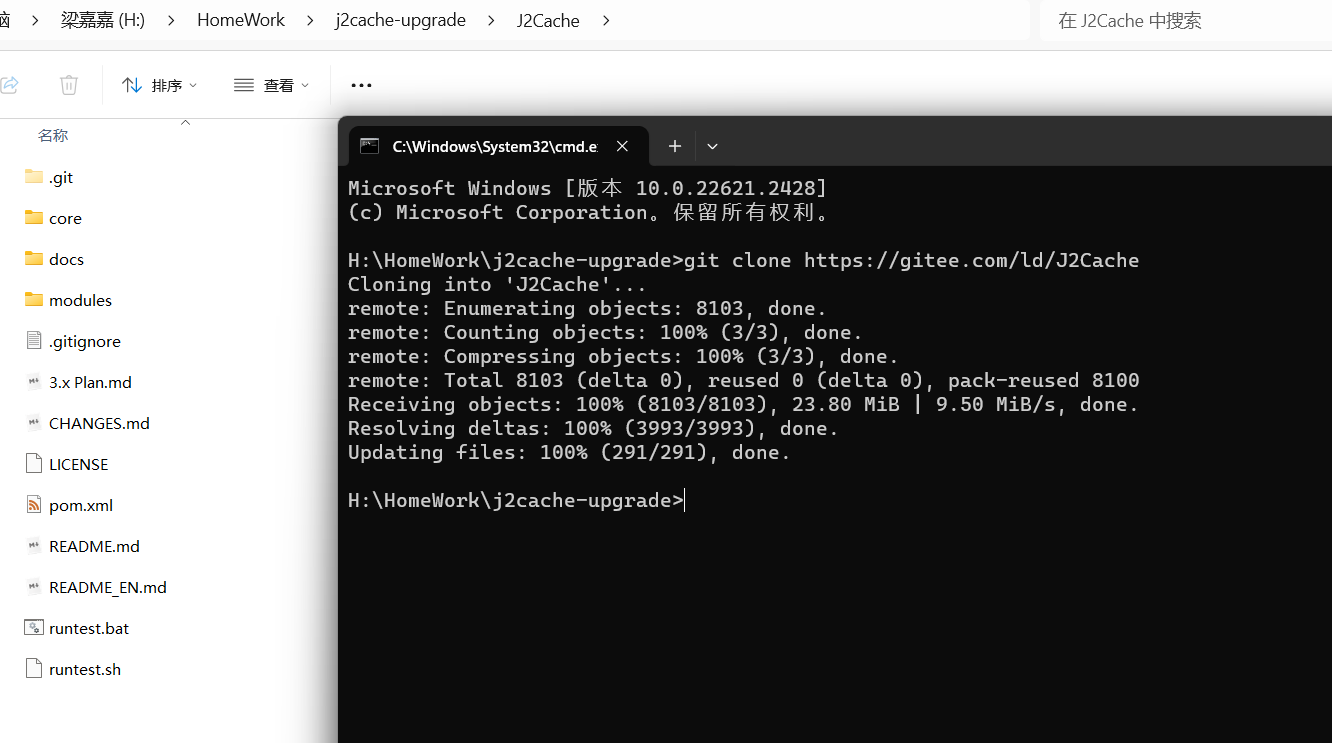 脑 > 梁嘉嘉 (H:) > HomeWork > j2cache-upgrade > J2Cache >
在 J2Cache 中搜索
排序 查看 ...
名称
.git
core
docs
modules
.gitignore
3.x Plan.md
CHANGES.md
LICENSE
pom.xml
README.md
README_EN.md
runtest.bat
runtest.sh
C:\Windows\System32\cmd.e
Microsoft Windows [版本 10.0.22621.2428]
(c) Microsoft Corporation。保留所有权利。
H:\HomeWork\j2cache-upgrade>git clone https://gitee.com/ld/J2Cache
Cloning into 'J2Cache'...
remote: Enumerating objects: 8103, done.
remote: Counting objects: 100% (3/3), done.
remote: Compressing objects: 100% (3/3), done.
remote: Total 8103 (delta 0), reused 0 (delta 0), pack-reused 8100
Receiving objects: 100% (8103/8103), 23.80 MiB | 9.50 MiB/s, done.
Resolving deltas: 100% (3993/3993), done.
Updating files: 100% (291/291), done.
H:\HomeWork\j2cache-upgrade>